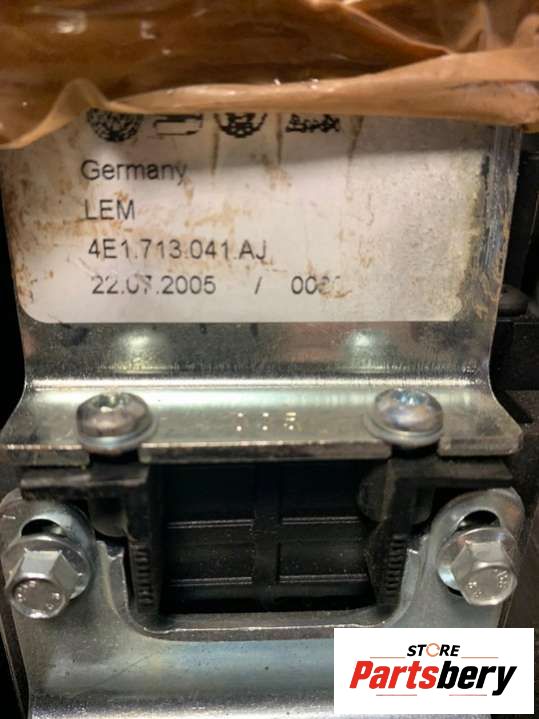 Germany
LEM
4E1.713.041.AJ
22.07.2005 /
STORE
Partsbery